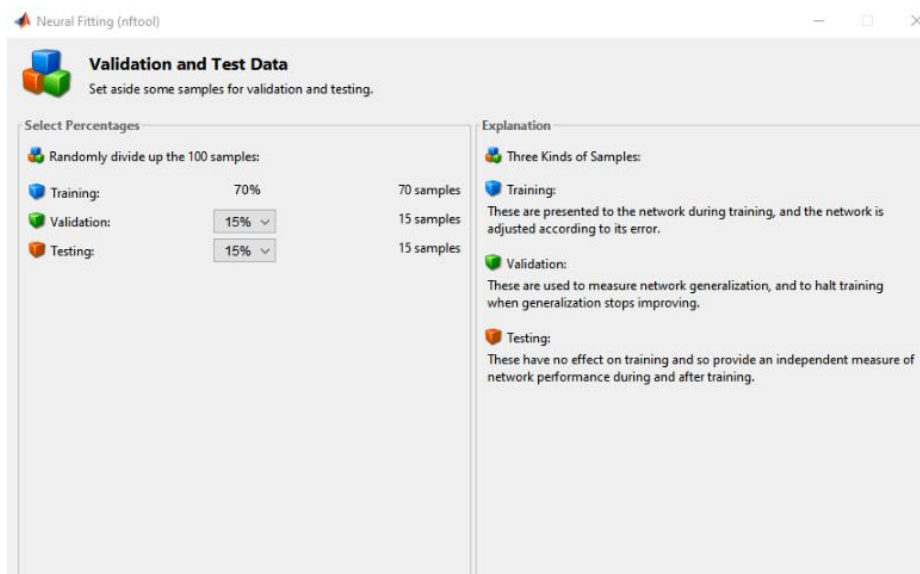 Neural Fitting (nftool)
Validation and Test Data
Set aside some samples for validation and testing.
Select Percentages
Randomly divide up the 100 samples:
Training: 70% 70 samples
Validation: 15% 15 samples
Testing: 15% 15 samples
Explanation
Three Kinds of Samples:
Training:
These are presented to the network during training, and the network is
adjusted according to its error.
Validation:
These are used to measure network generalization, and to halt training
when generalization stops improving.
Testing:
These have no effect on training and so provide an independent measure of
network performance during and after training.